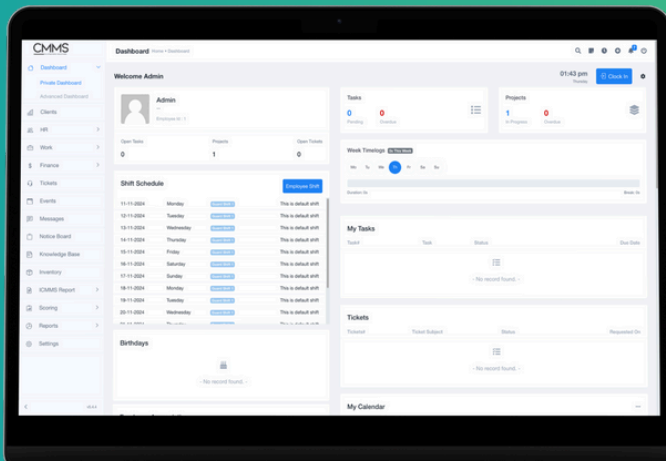 CMMS
Dashboard Home • Dashboard
Dashboard
Private Dashboard
Advanced Dashboard
Clients
HR
Work
Finance
Tickets
Events
Messages
Notice Board
Knowledge Base
Inventory
ICMMS Report
Scoring
Reports
Settings
Welcome Admin
01:43 pm
Clock In
Admin
--
Employee ID: 1
Open Tasks
Projects
Open Tickets
0
1
0
Tasks
0
0
Pending
Overdue
Projects
1
0
In Progress
Overdue
Shift Schedule
Employee Shift
11-11-2024 Monday This is default shift
12-11-2024 Tuesday This is default shift
13-11-2024 Wednesday This is default shift
14-11-2024 Thursday This is default shift
15-11-2024 Friday This is default shift
16-11-2024 Saturday This is default shift
17-11-2024 Sunday This is default shift
18-11-2024 Monday This is default shift
19-11-2024 Tuesday This is default shift
20-11-2024 Wednesday This is default shift
Birthdays
- No record found. -
Week Timelogs
Mo Tu We Th Fr Sa Su
My Tasks
Task# Task Status Due Date
- No record found. -
Tickets
Ticket# Ticket Subject Status Requested On
- No record found. -
My Calendar